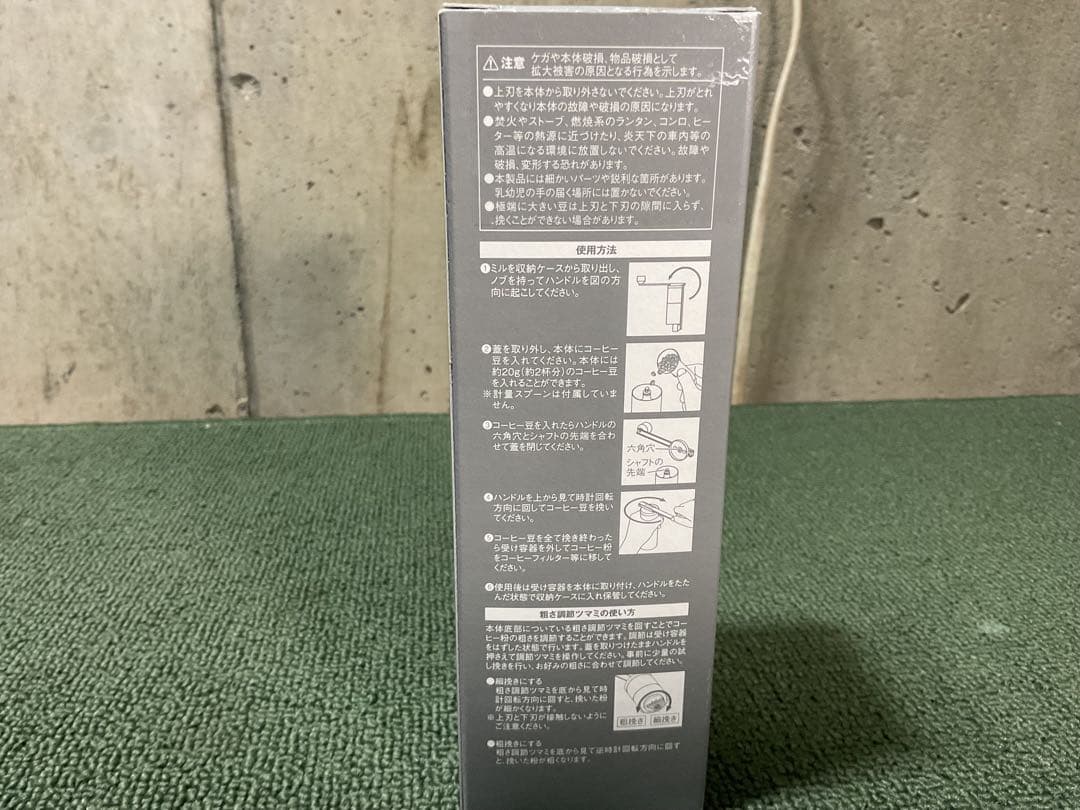 注意 ケガや本体破損、物品破損として
拡大被害の原因となる行為を示します。
●上刃を本体から取り外さないでください。上刃がとれ
やすくなり本体の故障や破損の原因になります。
●焚火やストーブ、燃焼系のランタン、コンロ、ヒー
ター等の熱源に近づけたり、炎天下の車内等の
高温になる環境に放置しないでください。故障や
破損、変形する恐れがあります。
●本製品には細かいパーツや鋭利な箇所があります。
乳幼児の手の届く場所には置かないでください。
●極端に大きい豆は上刃と下刃の隙間に入らず、
挽くことができない場合があります。
使用方法
❶ミルを収納ケースから取り出し、
ノブを持ってハンドルを図の方
向に起こしてください。
❷蓋を取り外し、本体にコーヒー
豆を入れてください。本体には
約20g(約2杯分)のコーヒー豆
を入れることができます。
※計量スプーンは付属していま
せん。
❸コーヒー豆を入れたらハンドルの
六角穴とシャフトの先端を合わ
せて蓋を閉じてください。
六角穴
シャフトの
先端
❹ハンドルを上から見て時計回転
方向に回してコーヒー豆を挽い
てください。
❺コーヒー豆を全て挽き終わった
ら受け容器を外してコーヒー粉
をコーヒーフィルター等に移して
ください。
❻使用後は受け容器を本体に取り付け、ハンドルをたた
んだ状態で収納ケースに入れ保管してください。
粗さ調節ツマミの使い方
本体底部についている粗さ調節ツマミを回すことでコー
ヒー粉の粗さを調節することができます。調節は受け容器
をはずした状態で行います。蓋を取りつけたままハンドルを
押さえて調節ツマミを操作してください。事前に少量の試
し挽きを行い、お好みの粗さに合わせて調節してください。
●細挽きにする
粗さ調節ツマミを底から見て時
計回転方向に回すと、挽いた粉
が細かくなります。
※上刃と下刃が接触しないように
ご注意ください。
粗挽き 細挽き
●粗挽きにする
粗さ調節ツマミを底から見て逆時計回転方向に回す
と、挽いた粉が粗くなります。